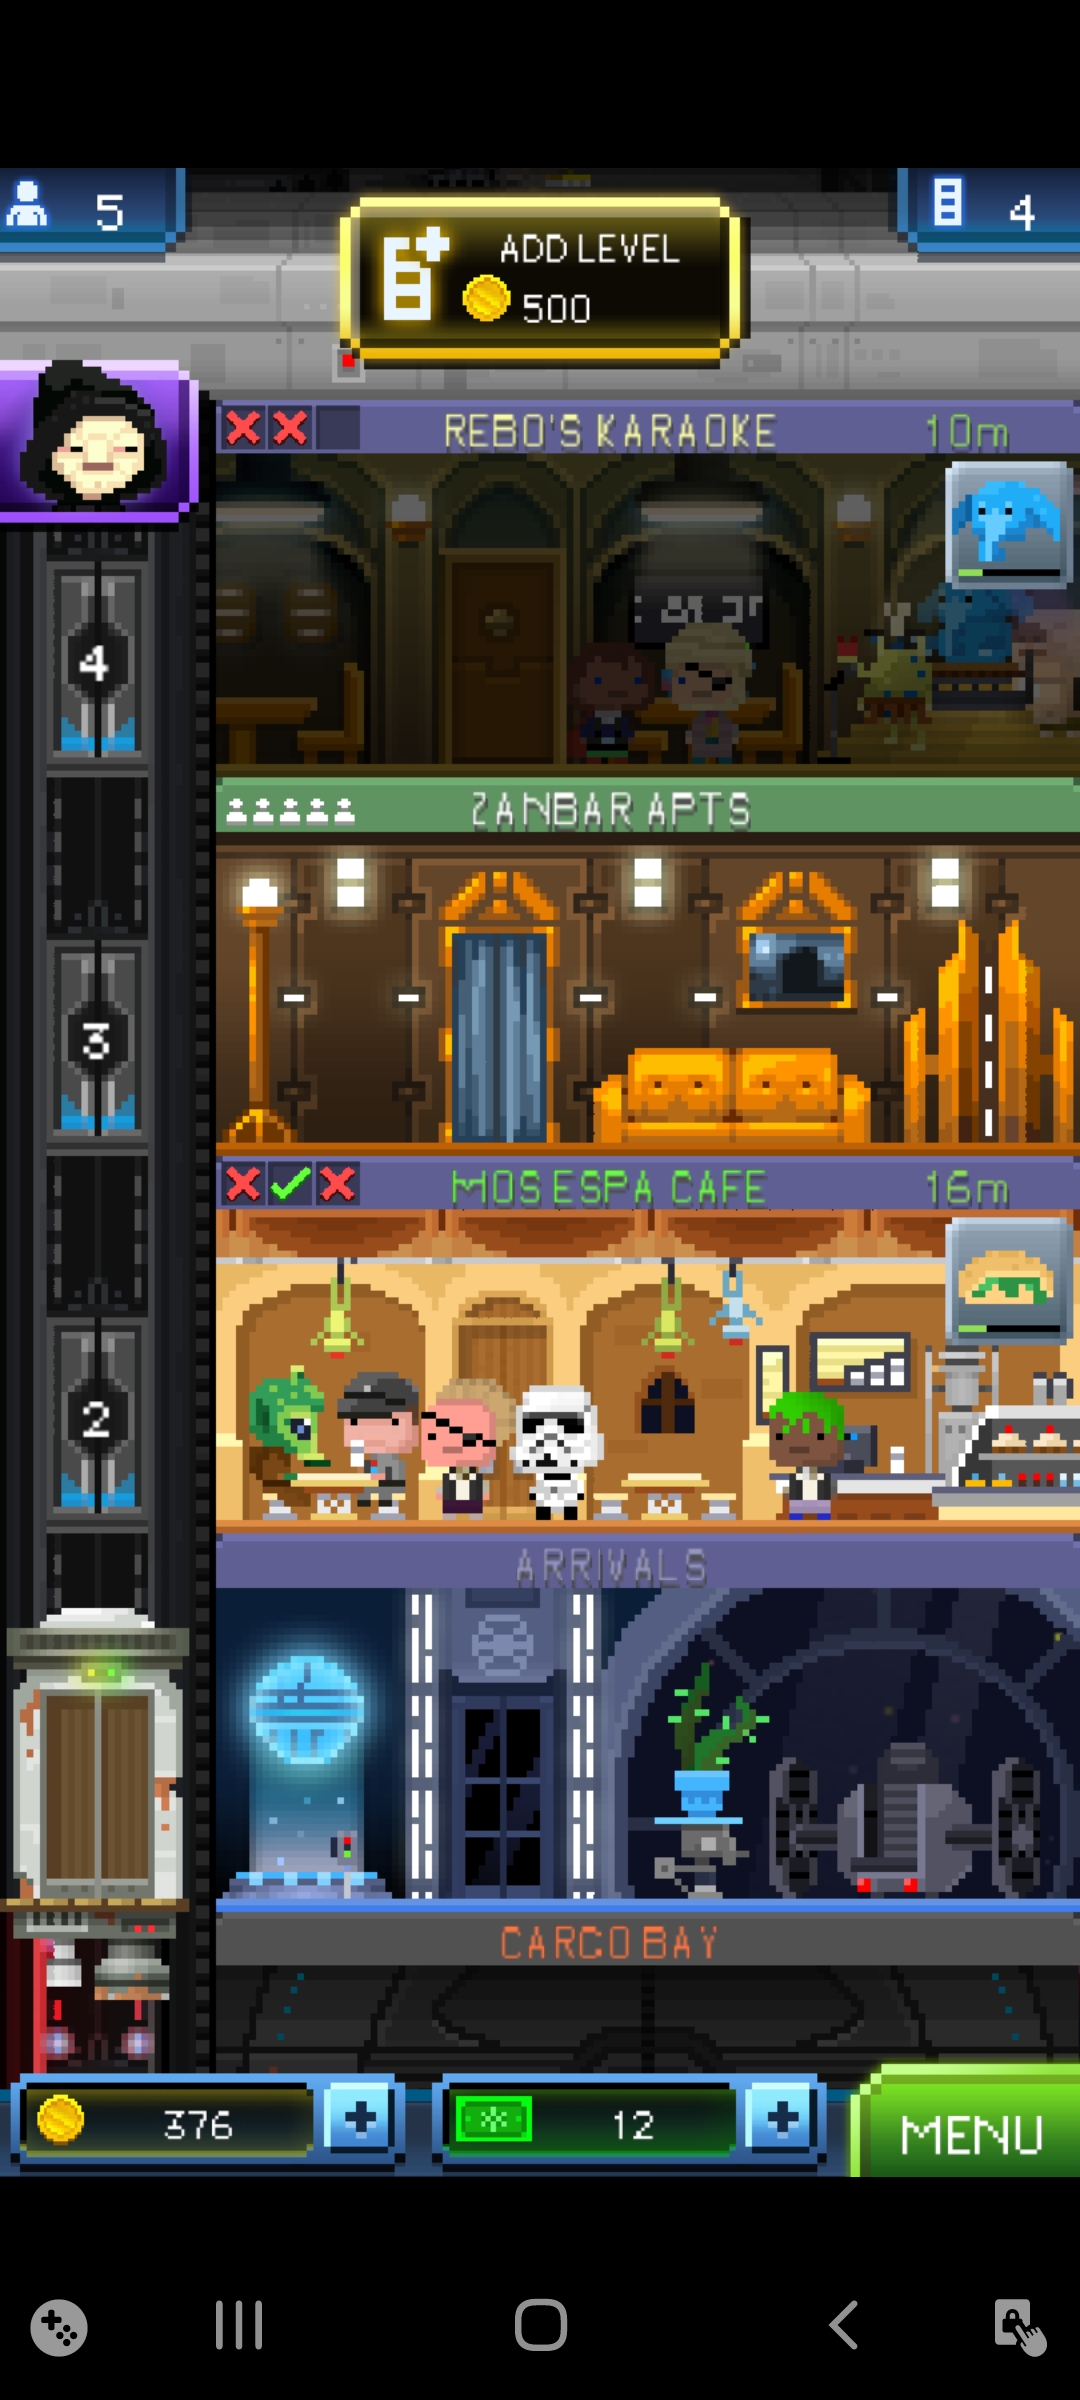 5
4
ADD LEVEL
500
REBO'S KARAOKE 10m
4
ZANBAR APTS
3
MOS ESPA CAFE 16m
2
ARRIVALS
CARGO BAY
376
12
MENU